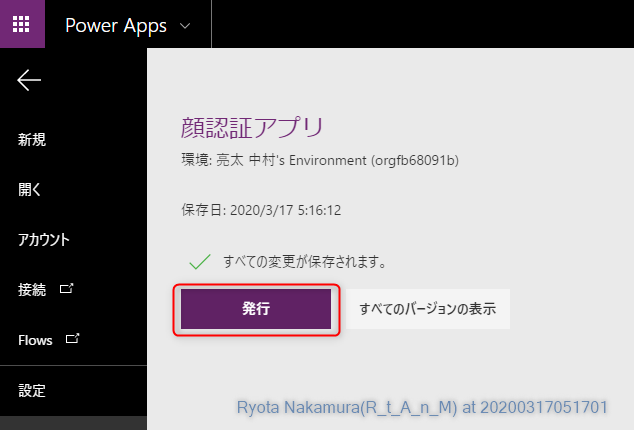 Power Apps
新規
開く
アカウント
接続
Flows
設定
顔認証アプリ
環境: 亮太 中村's Environment (orgfb68091b)
保存日: 2020/3/17 5:16:12
すべての変更が保存されます。
発行
すべてのバージョンの表示
Ryota Nakamura(R_t_A_n_M) at 20200317051701